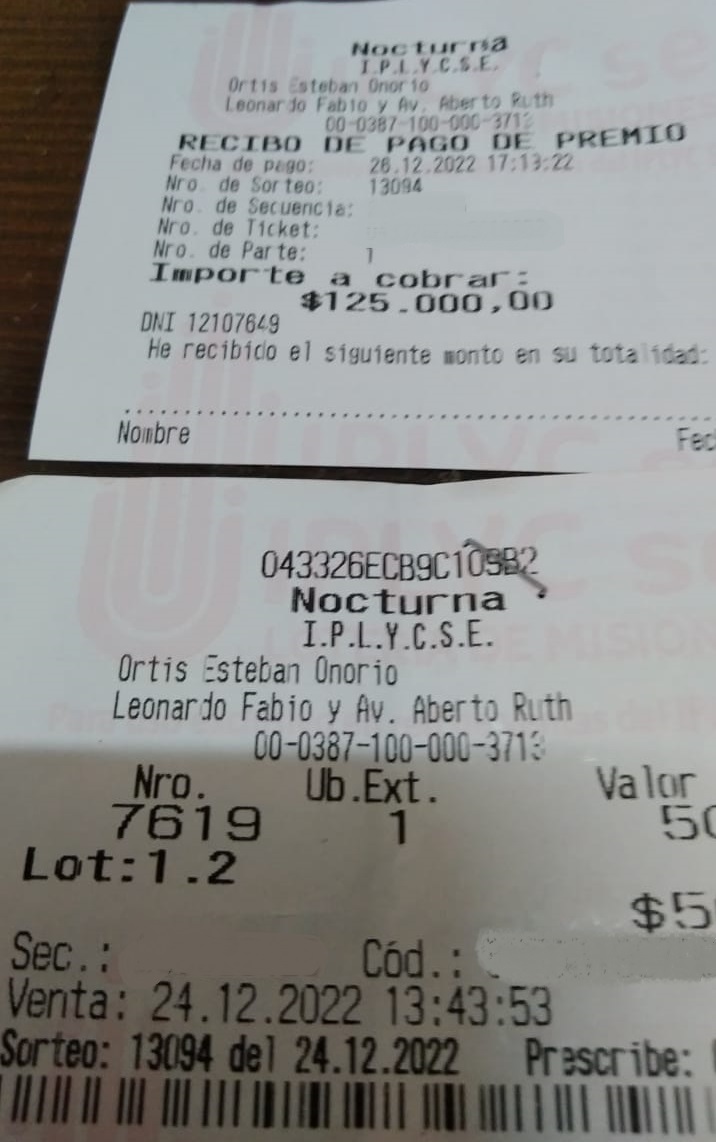 Nocturna
I.P.L.Y.C.S.E.
Ortis Esteban Onorio
Leonardo Fabio y Av. Aberto Ruth
00-0387-100-000-3713
RECIBO DE PAGO DE PREMIO
Fecha de pago: 26.12.2022 17:13:22
Nro. de Sorteo: 13094
Nro. de Secuencia:
Nro. de Ticket:
Nro. de Parte: 1
Importe a cobrar:
$125.000,00
DNI 12107649
He recibido el siguiente monto en su totalidad:
Nombre Fec
043326ECB9C109B2
Nocturna
I.P.L.Y.C.S.E.
Ortis Esteban Onorio
Leonardo Fabio y Av. Aberto Ruth
00-0387-100-000-3713
Nro. Ub.Ext. Valor
7619 1 50
Lot:1.2
$5
Sec.: Cód.:
Venta: 24.12.2022 13:43:53
Sorteo: 13094 del 24.12.2022 Prescribe: